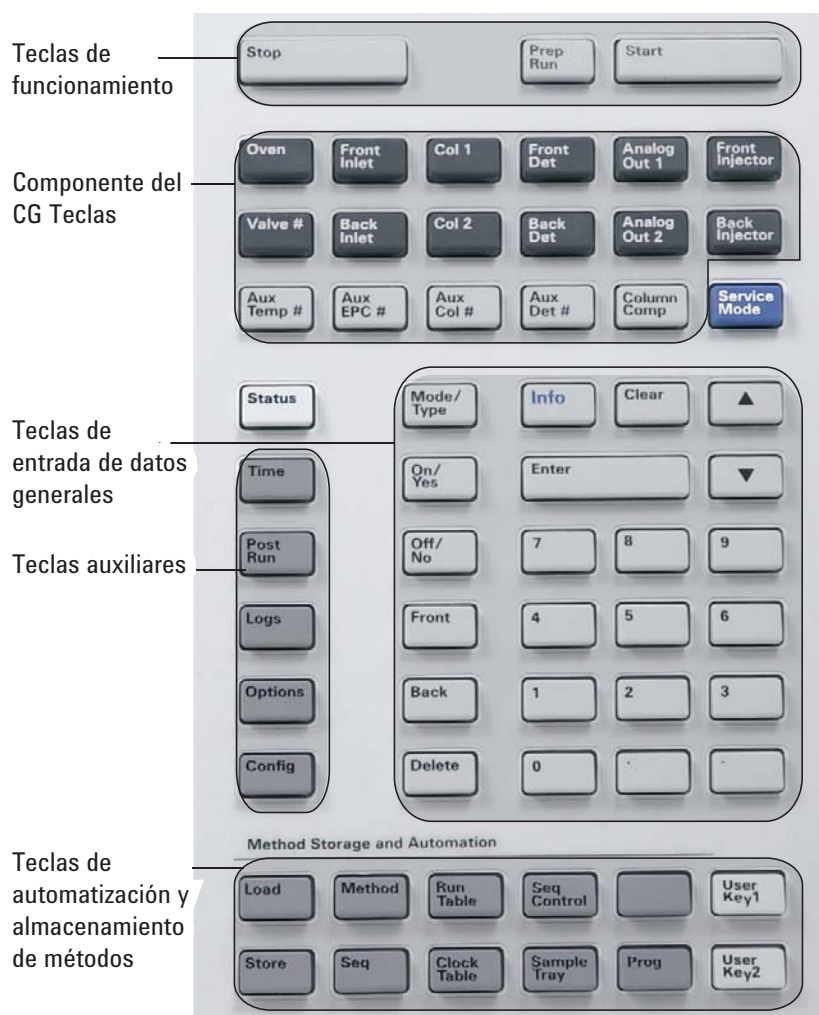 Teclas de
funcionamiento
Stop
Prep
Run
Start
Componente del
CG Teclas
Oven
Front
Inlet
Col 1
Front
Det
Analog
Out 1
Front
Injector
Valve #
Back
Inlet
Col 2
Back
Det
Analog
Out 2
Back
Injector
Aux
Temp #
Aux
EPC #
Aux
Col #
Aux
Det #
Column
Comp
Service
Mode
Status
Mode/
Type
Info
Clear
▲
Teclas de
entrada de datos
generales
Time
On/
Yes
Enter
▼
Teclas auxiliares
Post
Run
Off/
No
7
8
9
Logs
Front
4
5
6
Options
Back
1
2
3
Config
Delete
0
.
-
Method Storage and Automation
Teclas de
automatización y
almacenamiento
de métodos
Load
Method
Run
Table
Seq
Control
User
Key1
Store
Seq
Clock
Table
Sample
Tray
Prog
User
Key2